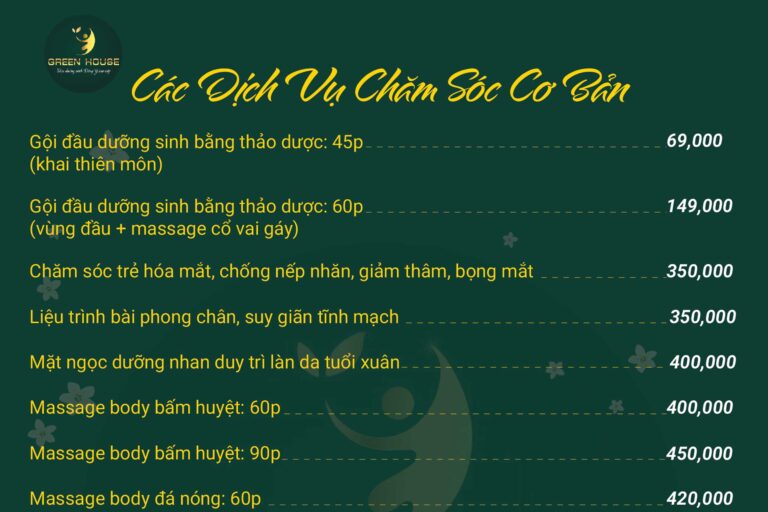 GREEN HOUSE
Các Dịch Vụ Chăm Sóc Cơ Bản
Gội đầu dưỡng sinh bằng thảo dược: 45p 69,000
(khai thiên môn)
Gội đầu dưỡng sinh bằng thảo dược: 60p 149,000
(vùng đầu + massage cổ vai gáy)
Chăm sóc trẻ hóa mắt, chống nếp nhăn, giảm thâm, bọng mắt 350,000
Liệu trình bài phong chân, suy giãn tĩnh mạch 350,000
Mặt ngọc dưỡng nhan duy trì làn da tuổi xuân 400,000
Massage body bấm huyệt: 60p 400,000
Massage body bấm huyệt: 90p 450,000
Massage body đá nóng: 60p 420,000